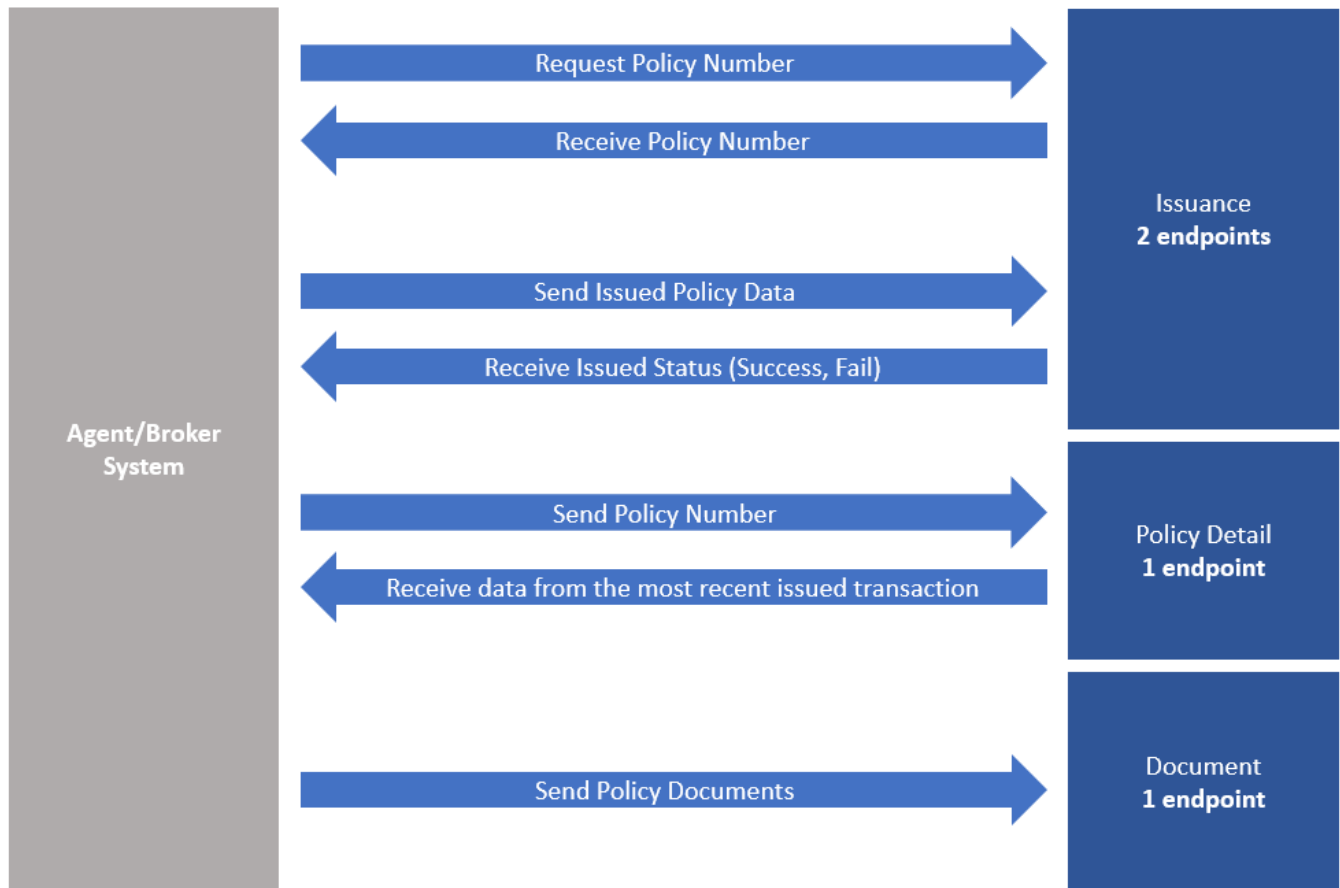 Request Policy Number
Receive Policy Number
Issuance
2 endpoints
Send Issued Policy Data
Receive Issued Status (Success, Fail)
Agent/Broker
System
Send Policy Number
Policy Detail
1 endpoint
Receive data from the most recent issued transaction
Document
1 endpoint
Send Policy Documents